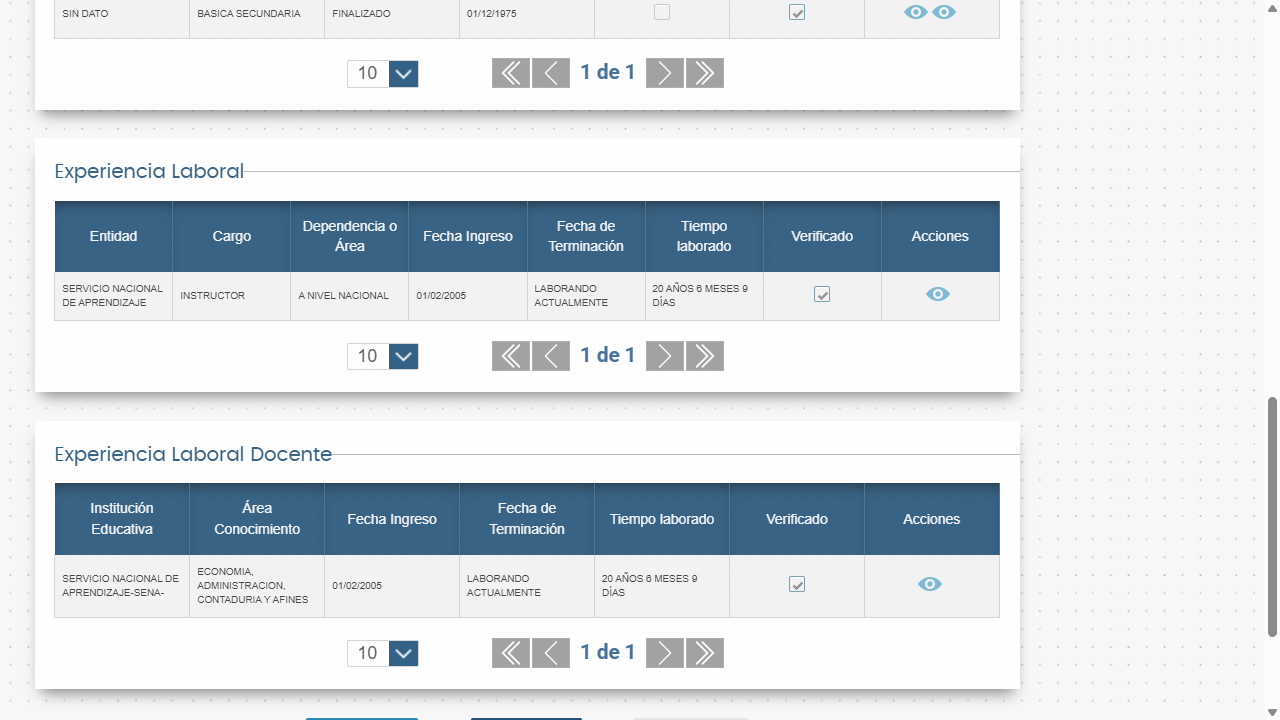 SIN DATO BASICA SECUNDARIA FINALIZADO 01/12/1975
10 1 de 1
Experiencia Laboral
Entidad Cargo Dependencia o Área Fecha Ingreso Fecha de Terminación Tiempo laborado Verificado Acciones
SERVICIO NACIONAL DE APRENDIZAJE INSTRUCTOR A NIVEL NACIONAL 01/02/2005 LABORANDO ACTUALMENTE 20 AÑOS 6 MESES 9 DÍAS
10 1 de 1
Experiencia Laboral Docente
Institución Educativa Área Conocimiento Fecha Ingreso Fecha de Terminación Tiempo laborado Verificado Acciones
SERVICIO NACIONAL DE APRENDIZAJE-SENA- ECONOMIA, ADMINISTRACION, CONTADURIA Y AFINES 01/02/2005 LABORANDO ACTUALMENTE 20 AÑOS 6 MESES 9 DÍAS
10 1 de 1